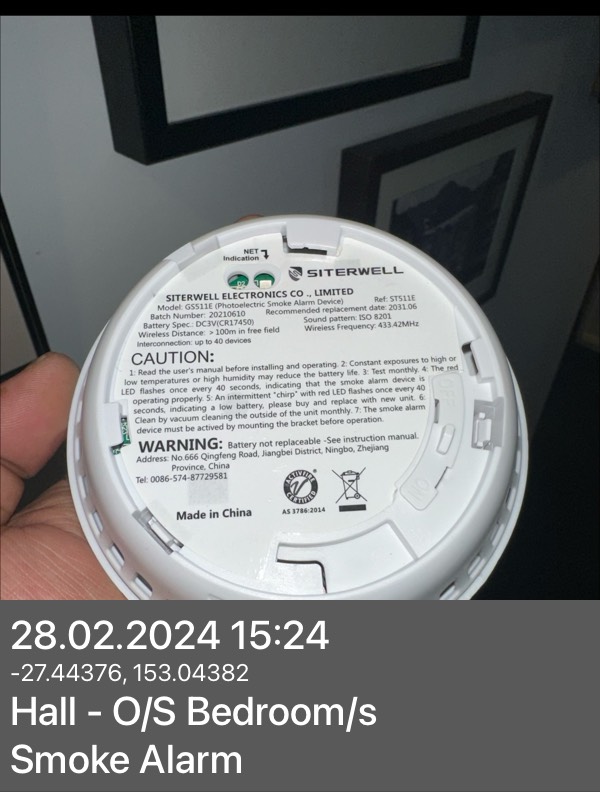 NET
Indication
D2
SITERWELL
SITERWELL ELECTRONICS CO ., LIMITED
Model: GS511E (Photoelectric Smoke Alarm Device) Ref: ST511E
Batch Number: 20210610 Recommended replacement date: 2031.06
Battery Spec.: DC3V(CR17450) Sound pattern: ISO 8201
Wireless Distance: >100m in free field Wireless Frequency: 433.42MHz
Interconnection: up to 40 devices
CAUTION:
1: Read the user's manual before installing and operating. 2: Constant exposures to high or
low temperatures or high humidity may reduce the battery life. 3: Test monthly. 4: The red
LED flashes once every 40 seconds, indicating that the smoke alarm device is
operating properly. 5: An intermittent "chirp" with red LED flashes once every 40
seconds, indicating a low battery, please buy and replace with new unit. 6:
Clean by vacuum cleaning the outside of the unit monthly. 7: The smoke alarm
device must be actived by mounting the bracket before operation.
WARNING: Battery not replaceable -See instruction manual.
Address: No.666 Qingfeng Road, Jiangbei District, Ningbo, Zhejiang
Province, China
Tel: 0086-574-87729581
OFF
ON
ACTIVFIRE
CERTIFIED
Made in China
AS 3786:2014
28.02.2024 15:24
-27.44376, 153.04382
Hall - O/S Bedroom/s
Smoke Alarm